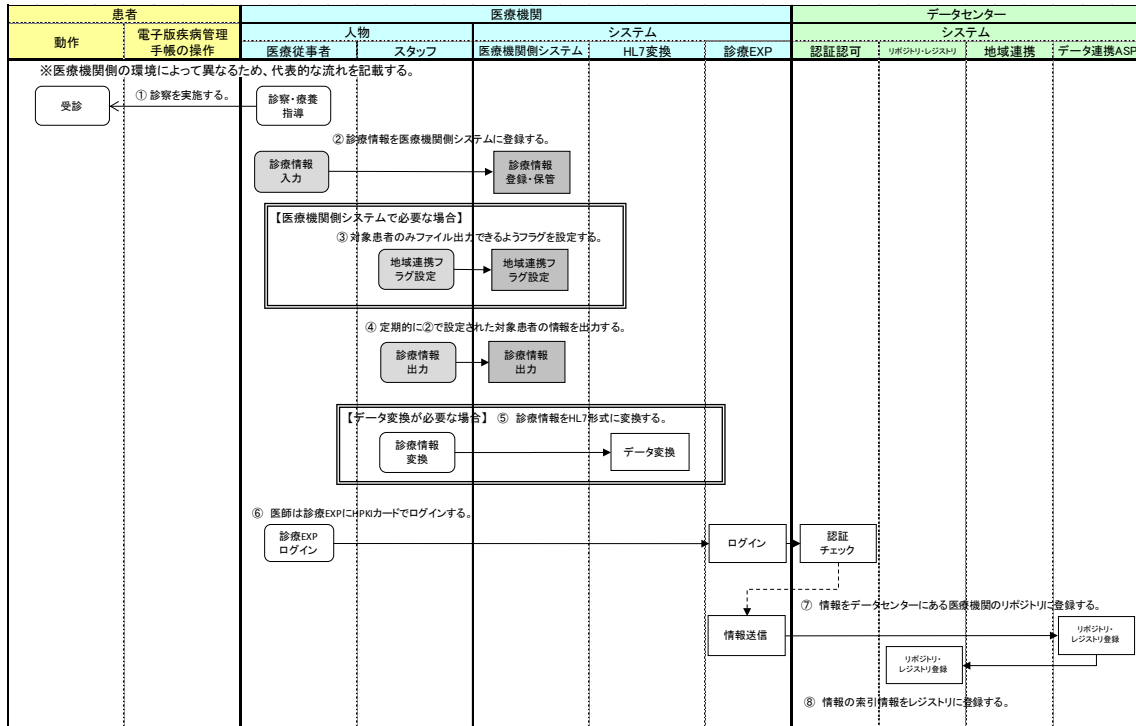 患者
医療機関
データセンター
動作
電子版疾病管理
手帳の操作
人物
システム
システム
医療従事者
スタッフ
医療機関側システム
HL7変換
診療EXP
認証認可
リポジトリ・レジストリ
地域連携
データ連携ASP
※医療機関側の環境によって異なるため、代表的な流れを記載する。
受診
① 診察を実施する。
診察・療養
指導
② 診療情報を医療機関側システムに登録する。
診療情報
入力
診療情報
登録・保管
【医療機関側システムで必要な場合】
③ 対象患者のみファイル出力できるようフラグを設定する。
地域連携フ
ラグ設定
地域連携フ
ラグ設定
④ 定期的に②で設定された対象患者の情報を出力する。
診療情報
出力
診療情報
出力
【データ変換が必要な場合】 ⑤ 診療情報をHL7形式に変換する。
診療情報
変換
データ変換
⑥ 医師は診療EXPにHPKIカードでログインする。
診療EXP
ログイン
ログイン
認証
チェック
⑦ 情報をデータセンターにある医療機関のリポジトリに登録する。
情報送信
リポジトリ・
レジストリ登録
リポジトリ・
レジストリ登録
⑧ 情報の索引情報をレジストリに登録する。